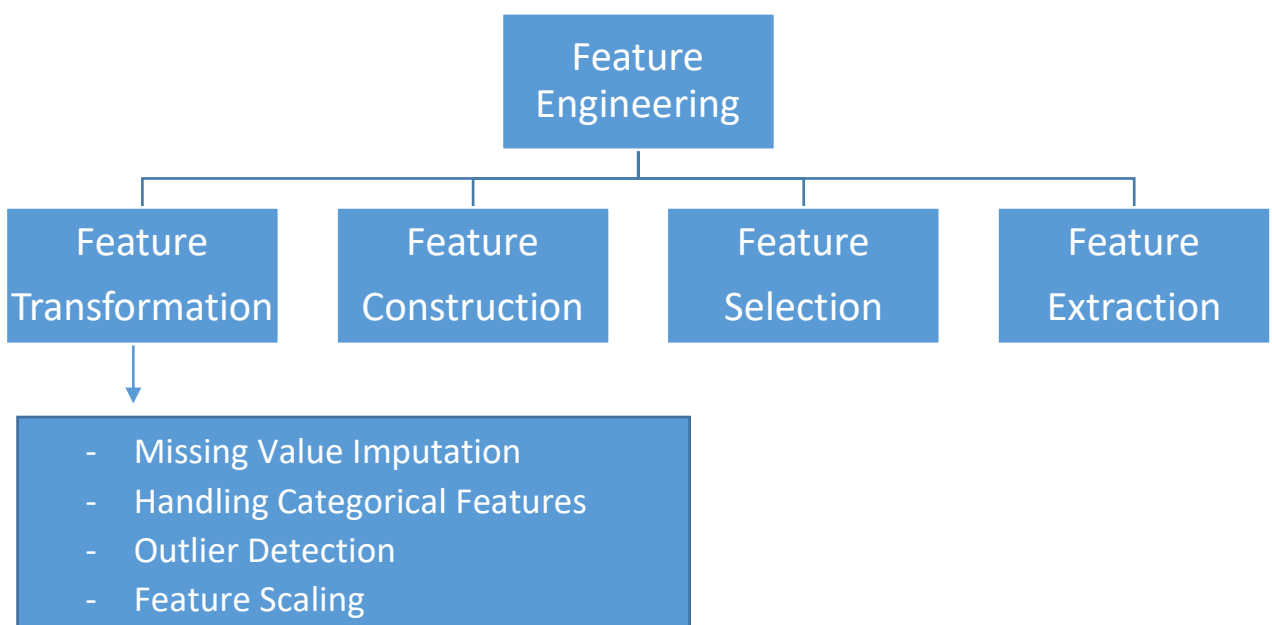 Feature
Engineering
Feature
Transformation
Feature
Construction
Feature
Selection
Feature
Extraction
- Missing Value Imputation
- Handling Categorical Features
- Outlier Detection
- Feature Scaling